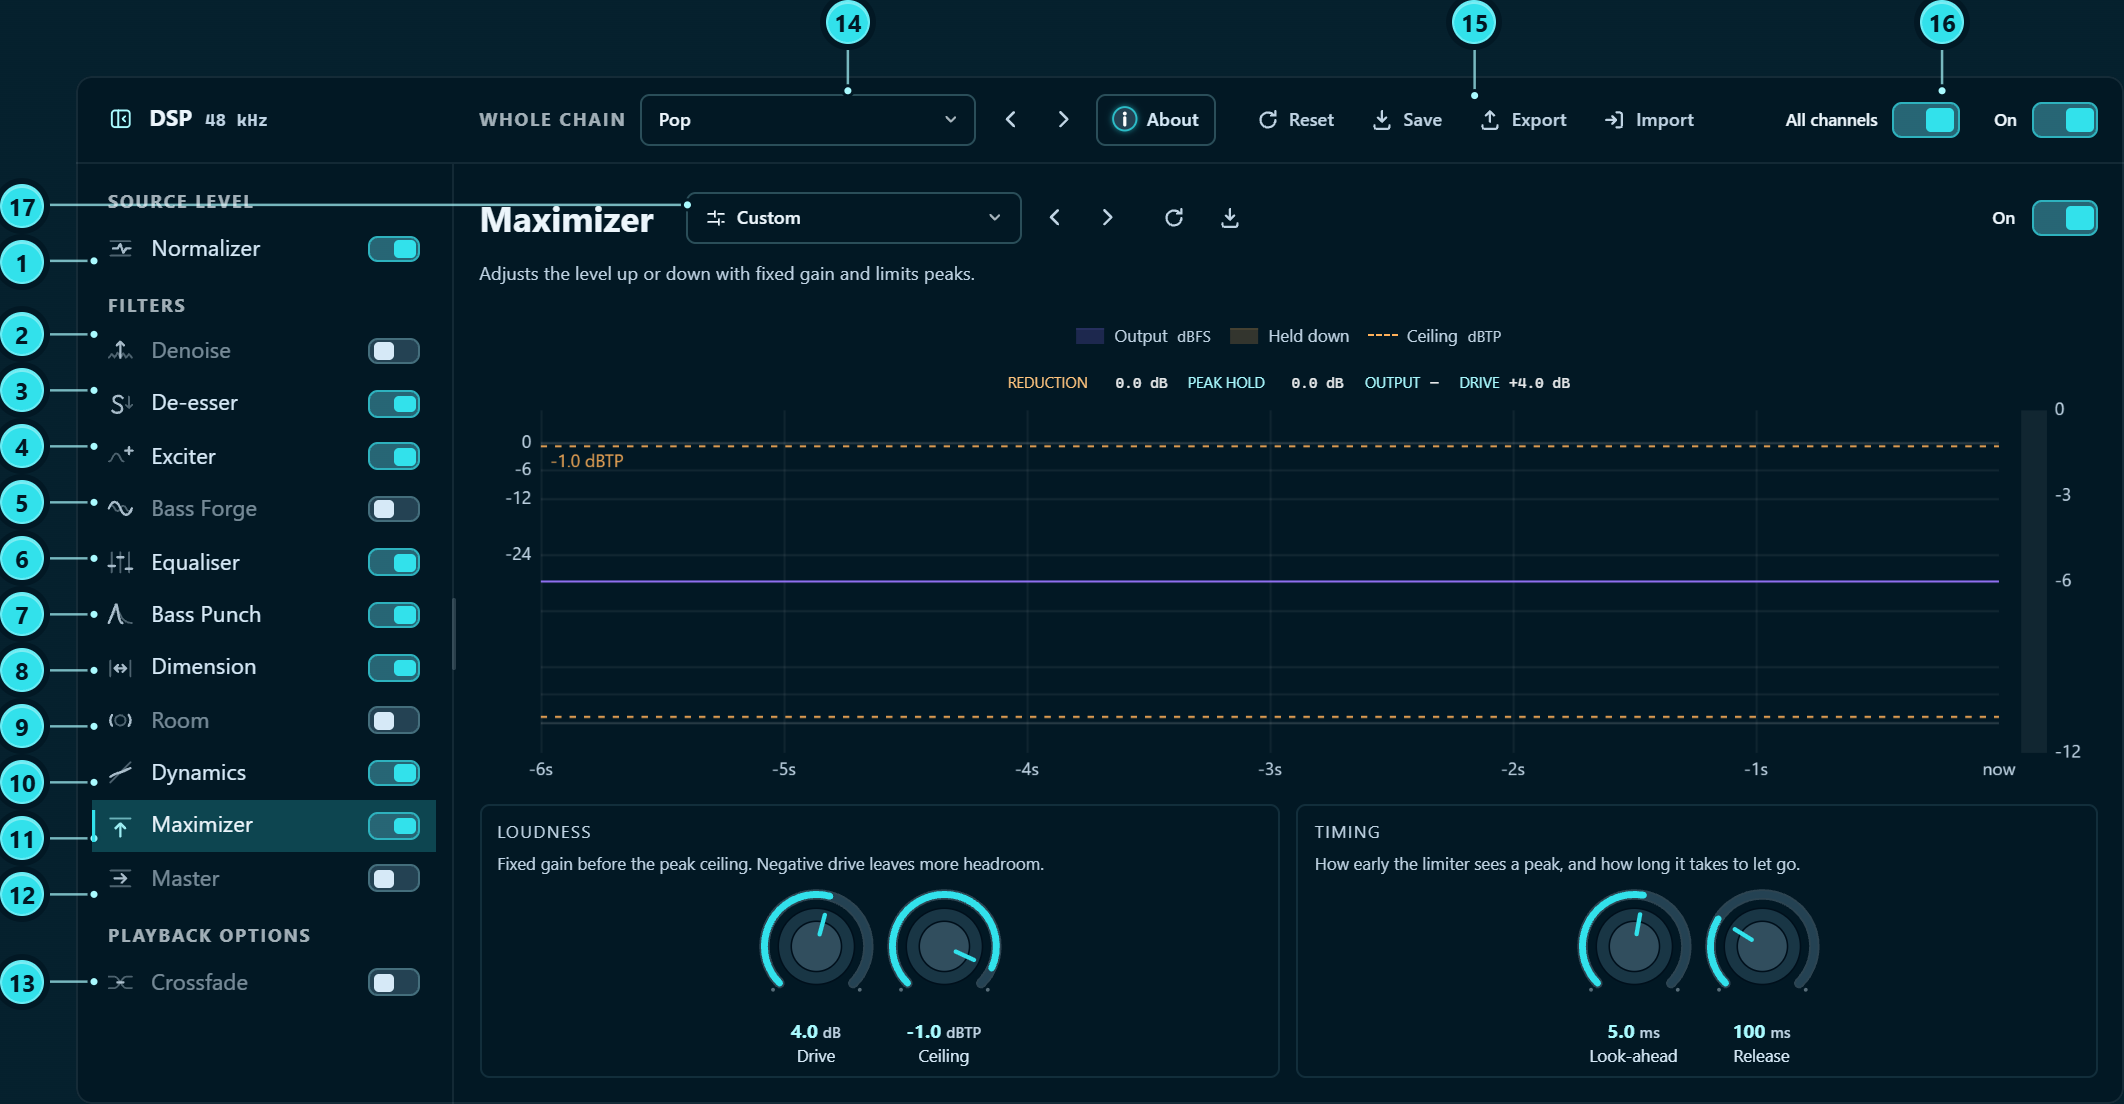 14 15 16
DSP 48 kHz WHOLE CHAIN Pop About Reset Save Export Import All channels On
17 SOURCE LEVEL
Maximizer Custom On
1 Normalizer
Adjusts the level up or down with fixed gain and limits peaks.
FILTERS
2 Denoise
3 De-esser
4 Exciter
5 Bass Forge
6 Equaliser
7 Bass Punch
8 Dimension
9 Room
10 Dynamics
11 Maximizer
12 Master
PLAYBACK OPTIONS
13 Crossfade
Output dBFS Held down Ceiling dBTP
REDUCTION 0.0 dB PEAK HOLD 0.0 dB OUTPUT – DRIVE +4.0 dB
0
-6
-12
-24
-1.0 dBTP
0
-3
-6
-12
-6s -5s -4s -3s -2s -1s now
LOUDNESS
Fixed gain before the peak ceiling. Negative drive leaves more headroom.
4.0 dB -1.0 dBTP
Drive Ceiling
TIMING
How early the limiter sees a peak, and how long it takes to let go.
5.0 ms 100 ms
Look-ahead Release